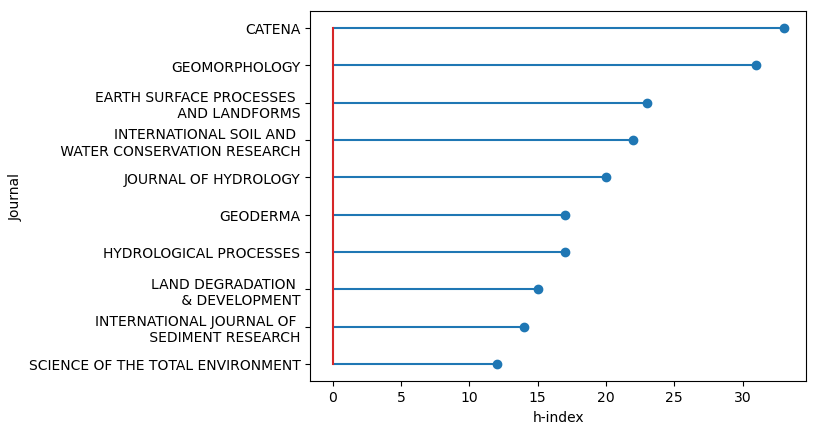 CATENA
GEOMORPHOLOGY
EARTH SURFACE PROCESSES
AND LANDFORMS
INTERNATIONAL SOIL AND
WATER CONSERVATION RESEARCH
JOURNAL OF HYDROLOGY
GEODERMA
HYDROLOGICAL PROCESSES
LAND DEGRADATION
& DEVELOPMENT
INTERNATIONAL JOURNAL OF
SEDIMENT RESEARCH
SCIENCE OF THE TOTAL ENVIRONMENT
Journal
0 5 10 15 20 25 30
h-index